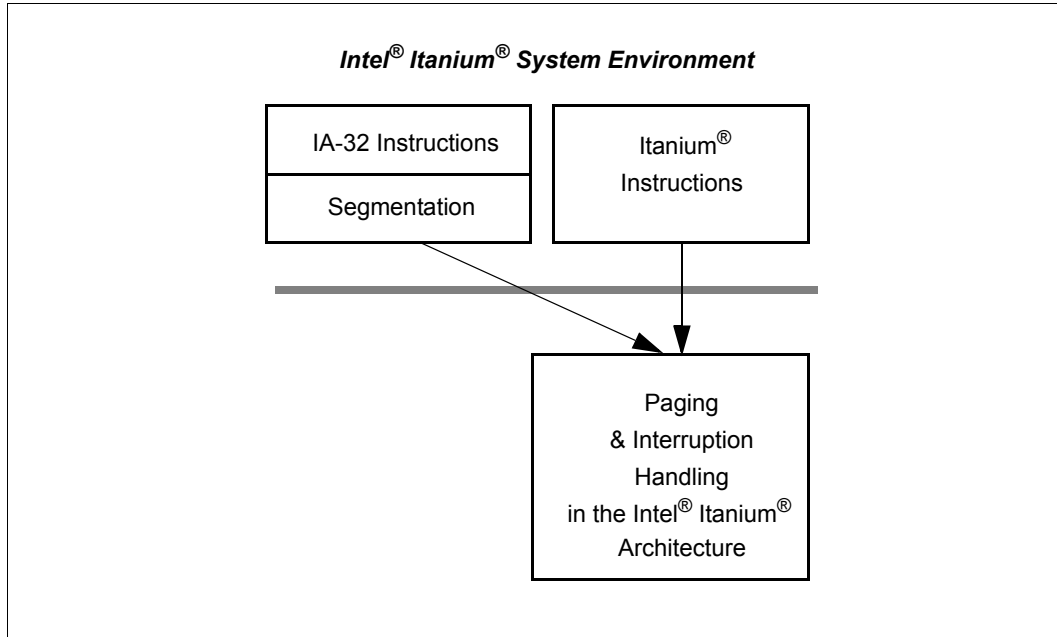 Intel® Itanium® System Environment
IA-32 Instructions
Segmentation
Itanium®
Instructions
Paging
& Interruption
Handling
in the Intel® Itanium®
Architecture